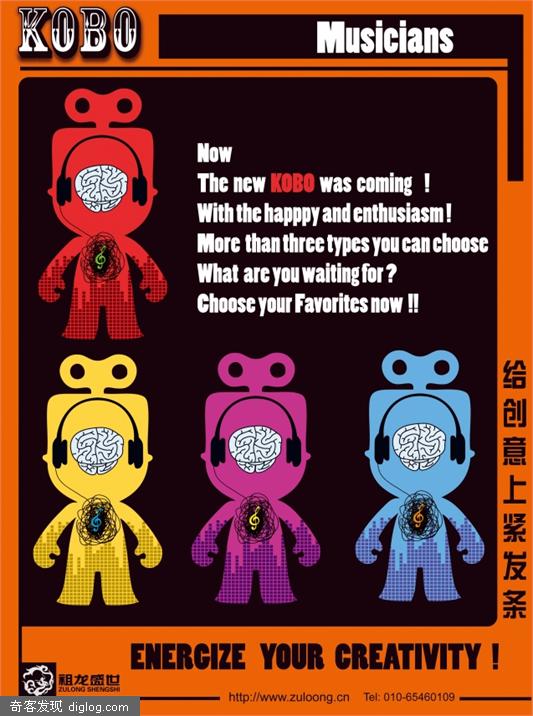 KOBO
Musicians
Now
The new KOBO was coming !
With the happpy and enthusiasm !
More than three types you can choose
What are you waiting for ?
Choose your Favorites now !!
给创意上紧发条
ENERGIZE YOUR CREATIVITY !
祖龙盛世
ZULONG SHENGSHI
http://www.zuloong.cn Tel: 010-65460109
奇客发现 diglog.com